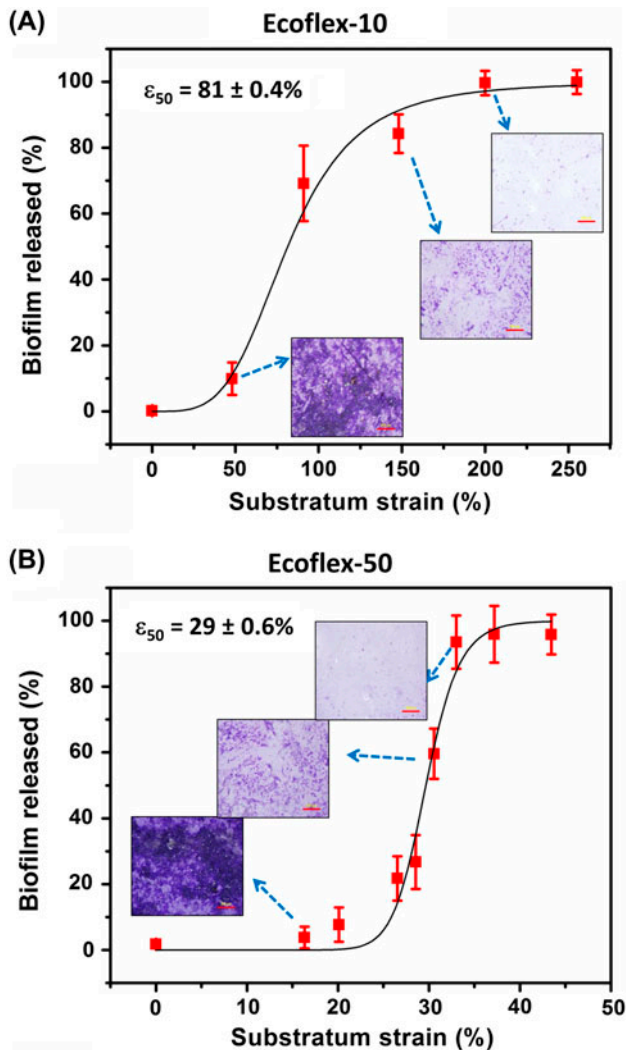 (A)
Ecoflex-10
ε50 = 81 ± 0.4%
Biofilm released (%)
100
80
60
40
20
0
0 50 100 150 200 250
Substratum strain (%)
(B)
Ecoflex-50
ε50 = 29 ± 0.6%
Biofilm released (%)
100
80
60
40
20
0
0 10 20 30 40 50
Substratum strain (%)